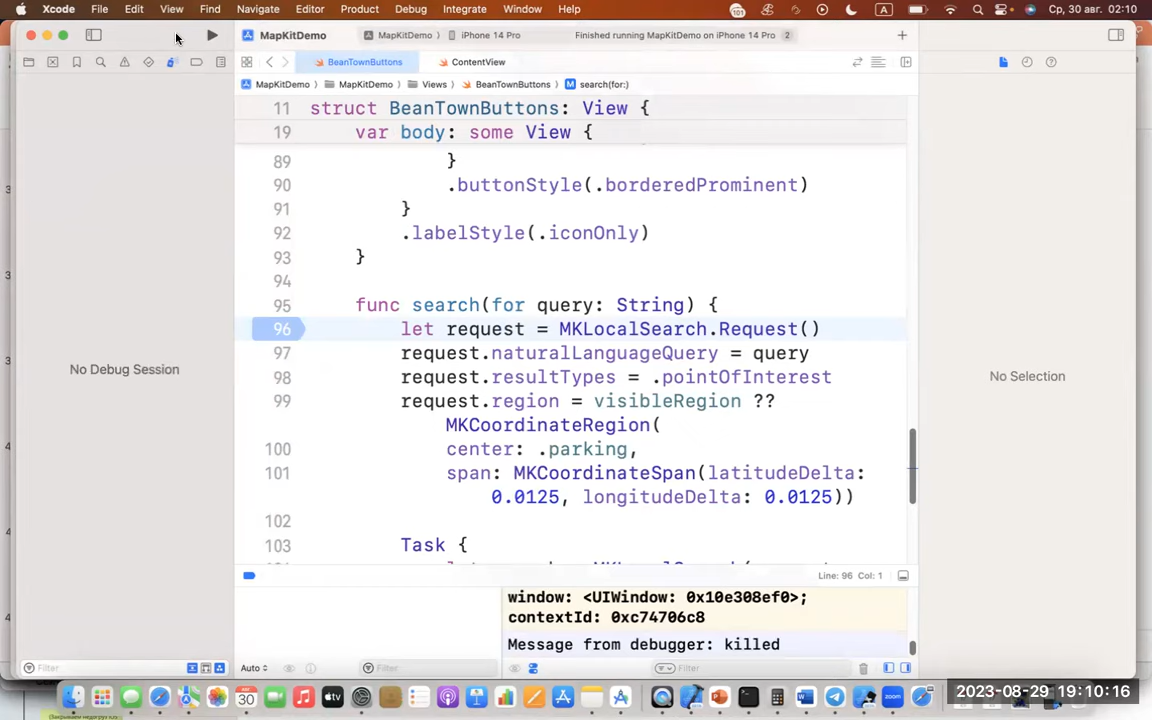 Xcode File Edit View Find Navigate Editor Product Debug Integrate Window Help
101 A Ср, 30 авг. 02:10
MapKitDemo
MapKitDemo iPhone 14 Pro
Finished running MapKitDemo on iPhone 14 Pro 2
BeanTownButtons ContentView
MapKitDemo MapKitDemo Views BeanTownButtons M search(for:)
11 struct BeanTownButtons: View {
19 var body: some View {
89 }
90 .buttonStyle(.borderedProminent)
91 }
92 .labelStyle(.iconOnly)
93 }
94
95 func search(for query: String) {
96 let request = MKLocalSearch.Request()
97 request.naturalLanguageQuery = query
98 request.resultTypes = .pointOfInterest
99 request.region = visibleRegion ??
MKCoordinateRegion(
100 center: .parking,
101 span: MKCoordinateSpan(latitudeDelta:
0.0125, longitudeDelta: 0.0125))
102
103 Task {
No Debug Session
No Selection
Line: 96 Col: 1
window: <UIWindow: 0x10e308ef0>;
contextId: 0xc74706c8
Message from debugger: killed
Filter
Auto
Filter
Filter
2023-08-29 19:10:16